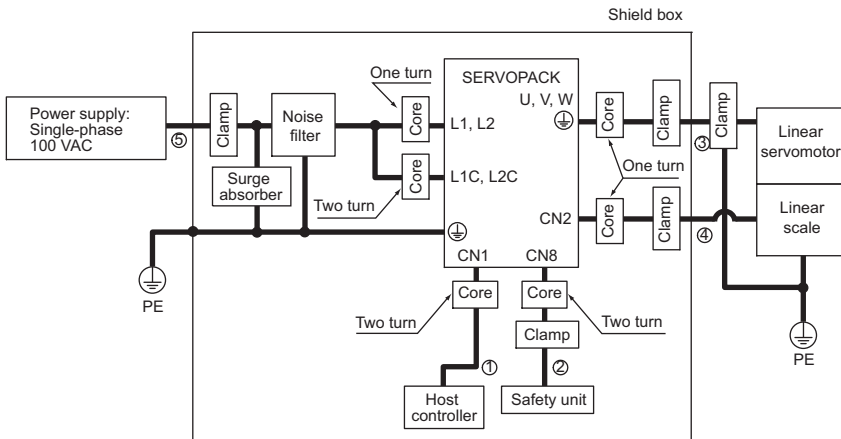 Shield box
One turn
SERVOPACK
U, V, W
Power supply:
Single-phase
100 VAC
⑤
Clamp
Noise
filter
Core
L1, L2
Core
Clamp
③
Clamp
Linear
servomotor
One turn
Surge
absorber
Core
L1C, L2C
Two turn
CN2
Core
Clamp
④
Linear
scale
PE
CN1
CN8
Core
Core
Two turn
Two turn
Clamp
PE
①
②
Host
controller
Safety unit